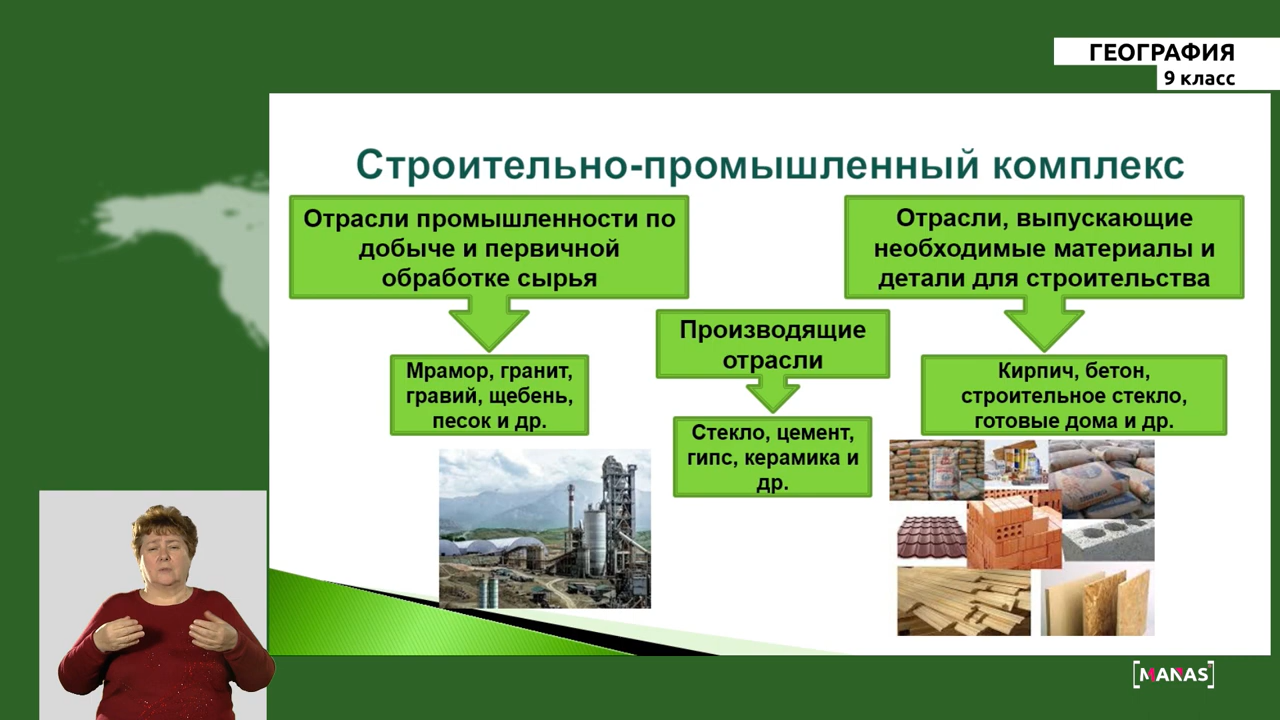 ГЕОГРАФИЯ
9 класс
Строительно-промышленный комплекс
Отрасли промышленности по
добыче и первичной
обработке сырья
Мрамор, гранит,
гравий, щебень,
песок и др.
Производящие
отрасли
Стекло, цемент,
гипс, керамика и
др.
Отрасли, выпускающие
необходимые материалы и
детали для строительства
Кирпич, бетон,
строительное стекло,
готовые дома и др.
[MANAS]